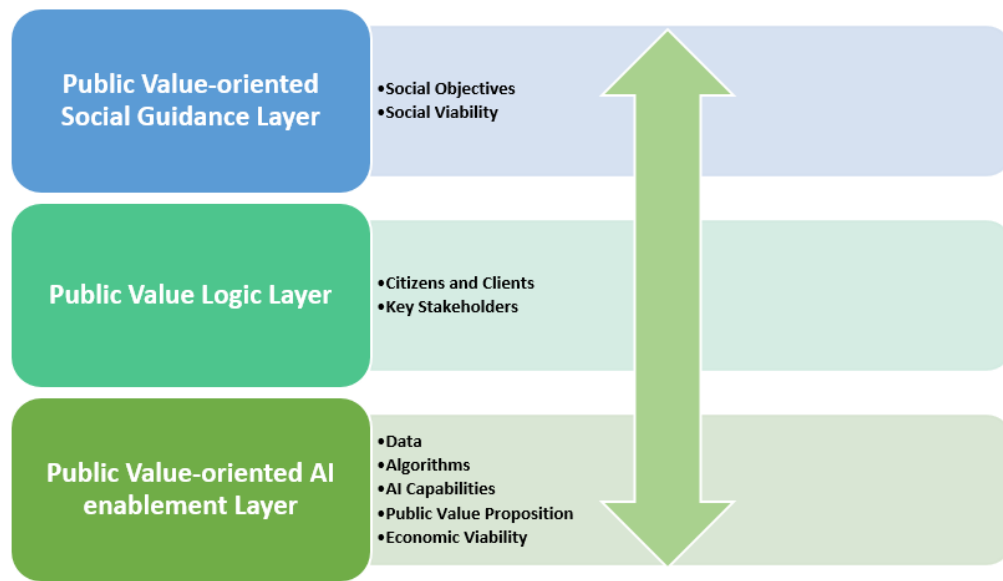 Public Value-oriented
Social Guidance Layer
•Social Objectives
•Social Viability
Public Value Logic Layer
•Citizens and Clients
•Key Stakeholders
Public Value-oriented AI
enablement Layer
•Data
•Algorithms
•AI Capabilities
•Public Value Proposition
•Economic Viability